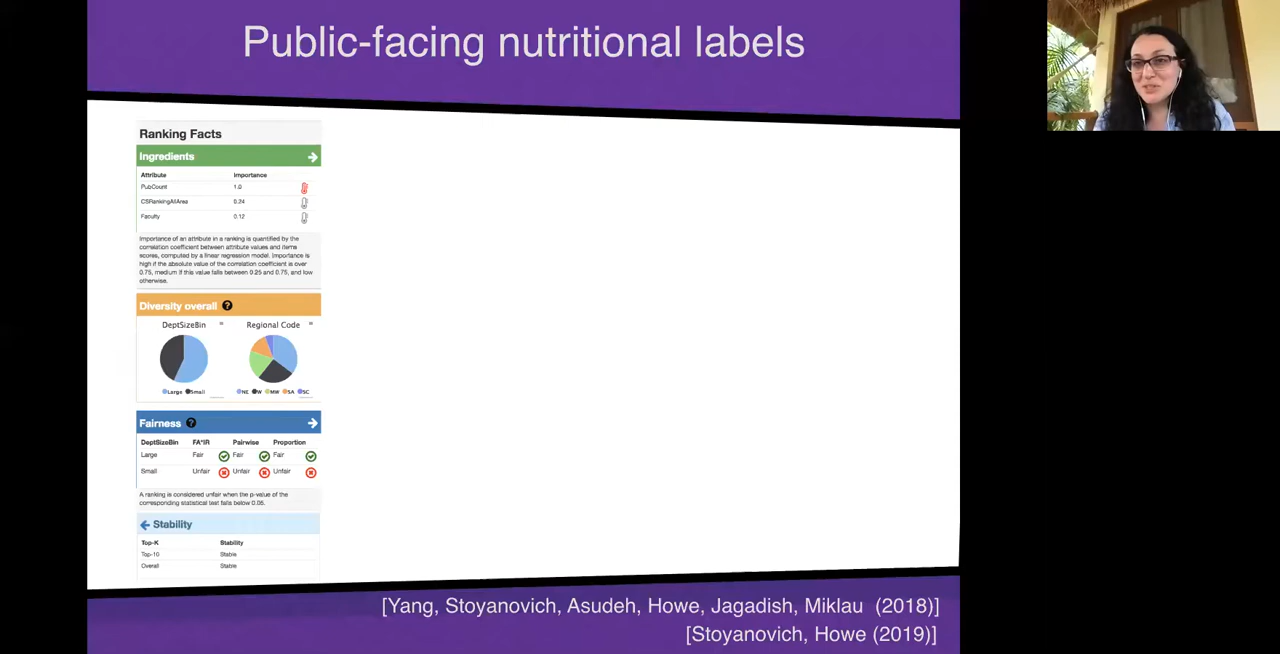 Public-facing nutritional labels
Ranking Facts
Ingredients
Attribute Importance
PubCount 1.0
CSRankingAllArea 0.24
Faculty 0.12
Importance of an attribute in a ranking is quantified by the
correlation coefficient between attribute values and items
scores, computed by a linear regression model. Importance is
high if the absolute value of the correlation coefficient is over
0.75, medium if this value falls between 0.25 and 0.75, and low
otherwise.
Diversity overall ?
DeptSizeBin Regional Code
Large Small NE W MW SA SC
Fairness ?
DeptSizeBin FA*IR Pairwise Proportion
Large Fair Fair Fair
Small Unfair Unfair Unfair
A ranking is considered unfair when the p-value of the
corresponding statistical test falls below 0.05.
Stability
Top-K Stability
Top-10 Stable
Overall Stable
[Yang, Stoyanovich, Asudeh, Howe, Jagadish, Miklau (2018)]
[Stoyanovich, Howe (2019)]